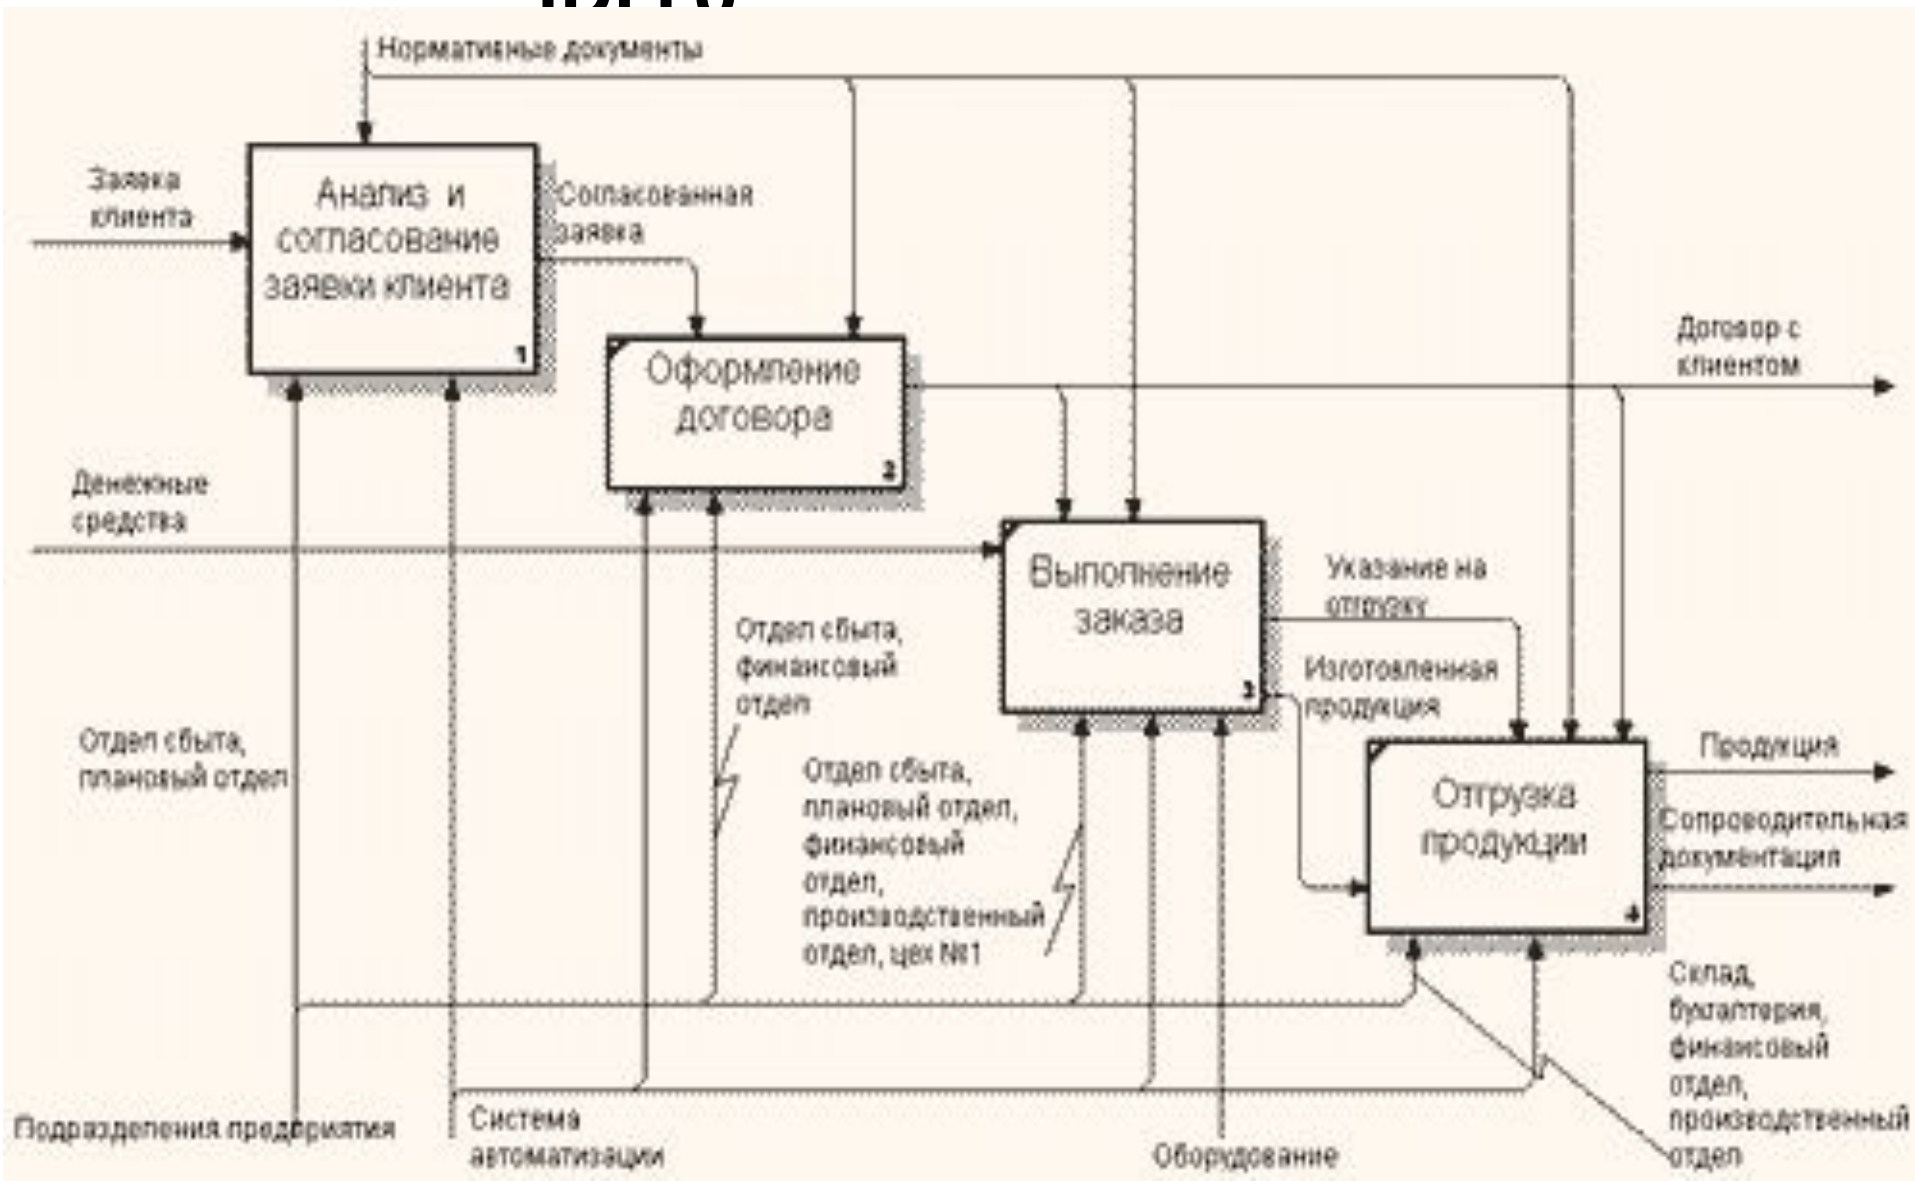 Нормативные документы
Заявка
клиента
Анализ и
согласование
заявки клиента
1
Согласованная
заявка
Оформление
договора
2
Договор с
клиентом
Денежные
средства
Выполнение
заказа
3
Указание на
отгрузку
Изготовленная
продукция
Отдел сбыта,
финансовый
отдел
Отдел сбыта,
плановый отдел
Отдел сбыта,
плановый отдел,
финансовый
отдел,
производственный
отдел, цех №1
Отгрузка
продукции
4
Продукция
Сопроводительная
документация
Склад,
бухгалтерия,
финансовый
отдел,
производственный
отдел
Подразделения предприятия
Система
автоматизации
Оборудование